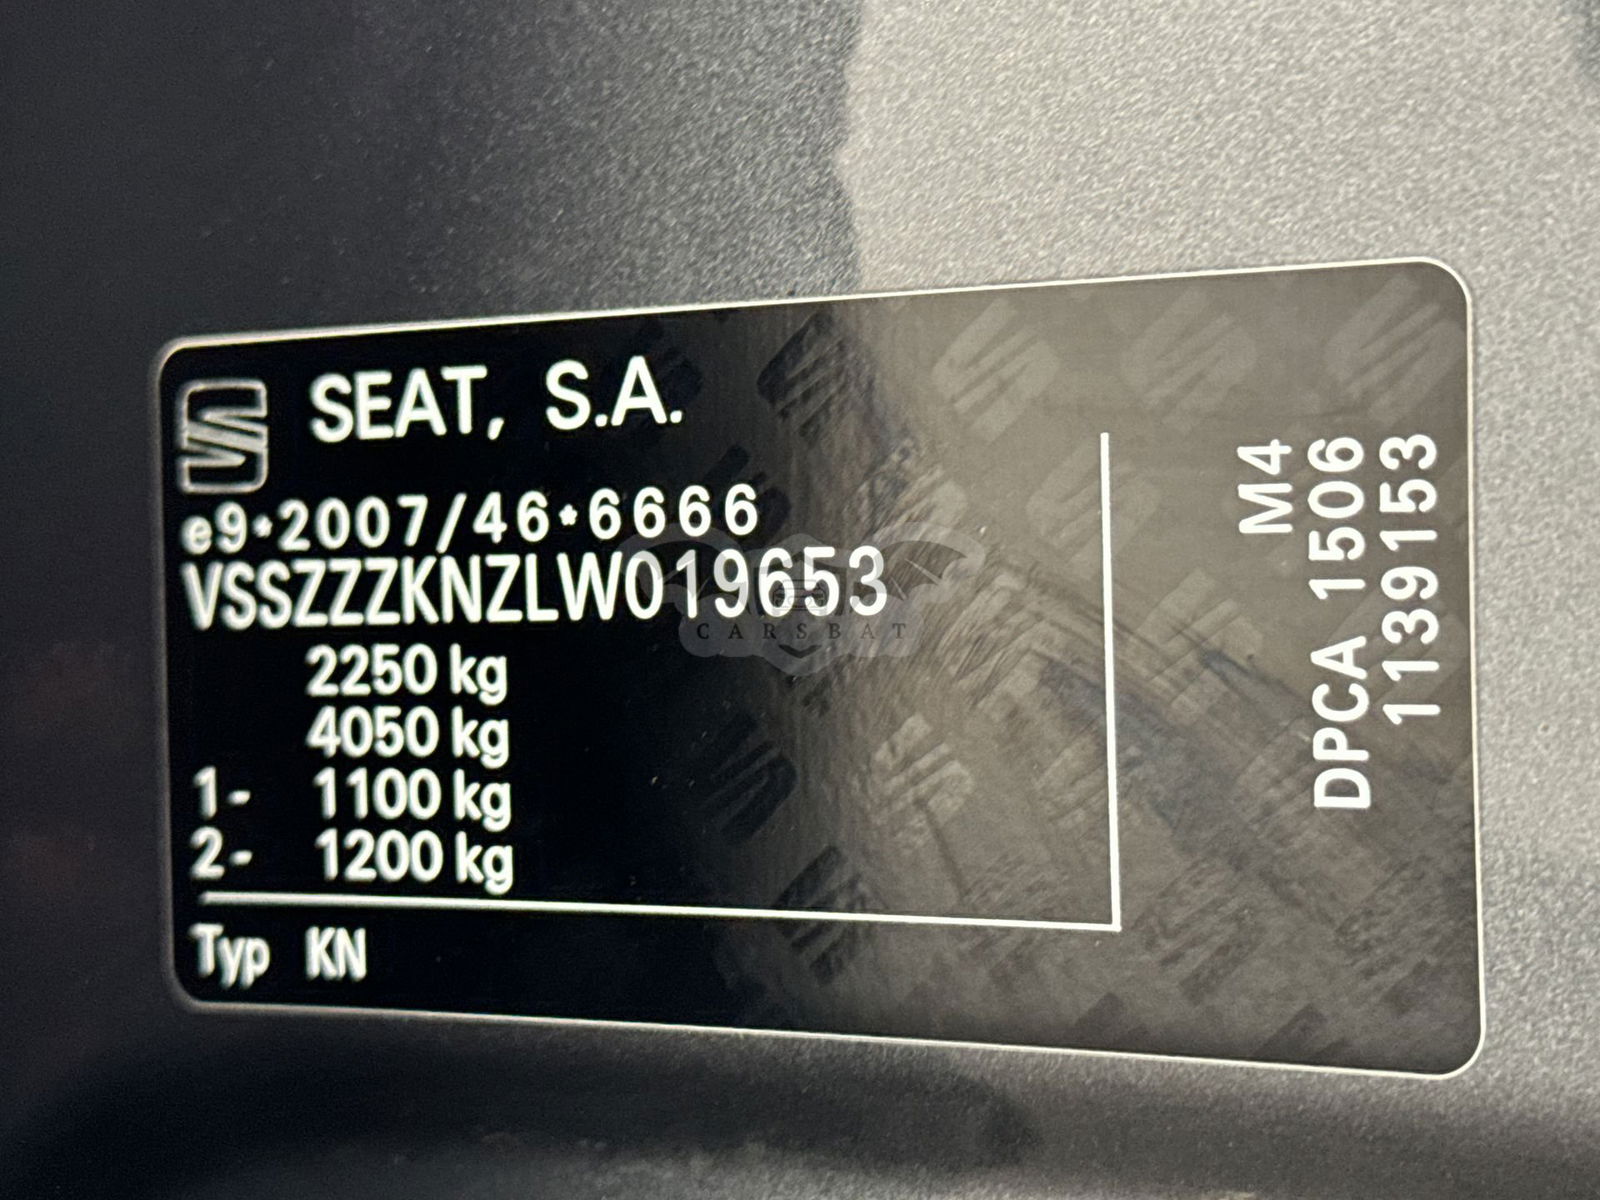 SEAT, S.A.
e9*2007/46*6666
VSSZZZKNZLW019653
2250 kg
4050 kg
1- 1100 kg
2- 1200 kg
Typ KN
M4
DPCA 1506
1139153
CARSBAT